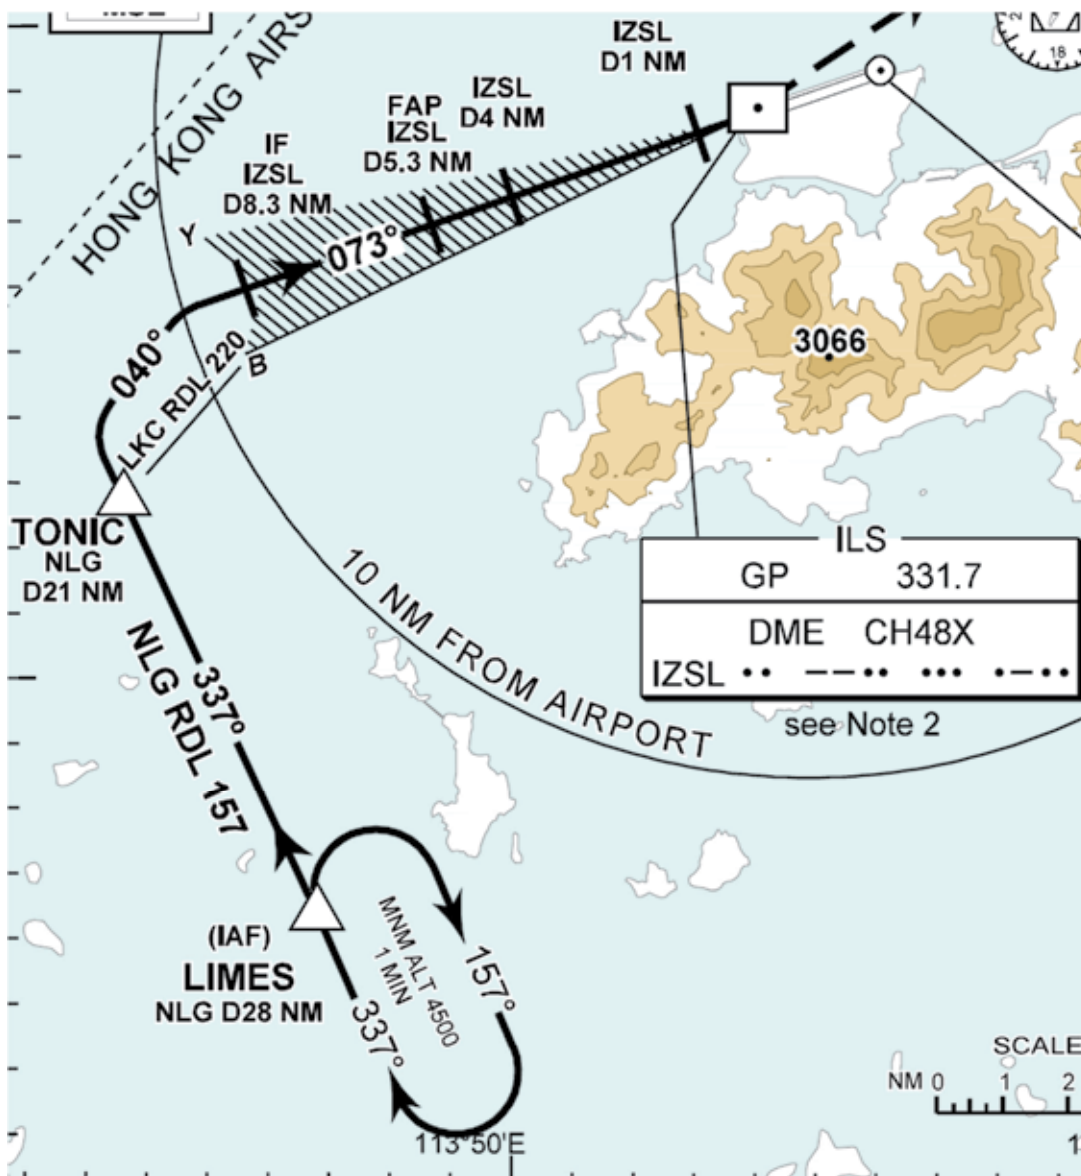 HONG KONG AIRS
IZSL
D1 NM
IZSL
D4 NM
FAP
IZSL
D5.3 NM
IF
IZSL
D8.3 NM
18
Y
073°
040°
LKC RDL 220
B
3066
TONIC
NLG
D21 NM
ILS
GP 331.7
DME CH48X
IZSL •• ––•• ••• •–••
see Note 2
10 NM FROM AIRPORT
337°
NLG RDL 157
(IAF)
LIMES
NLG D28 NM
MNM ALT 4500
1 MIN
157°
337°
SCALE
NM 0 1 2
113°50'E
1